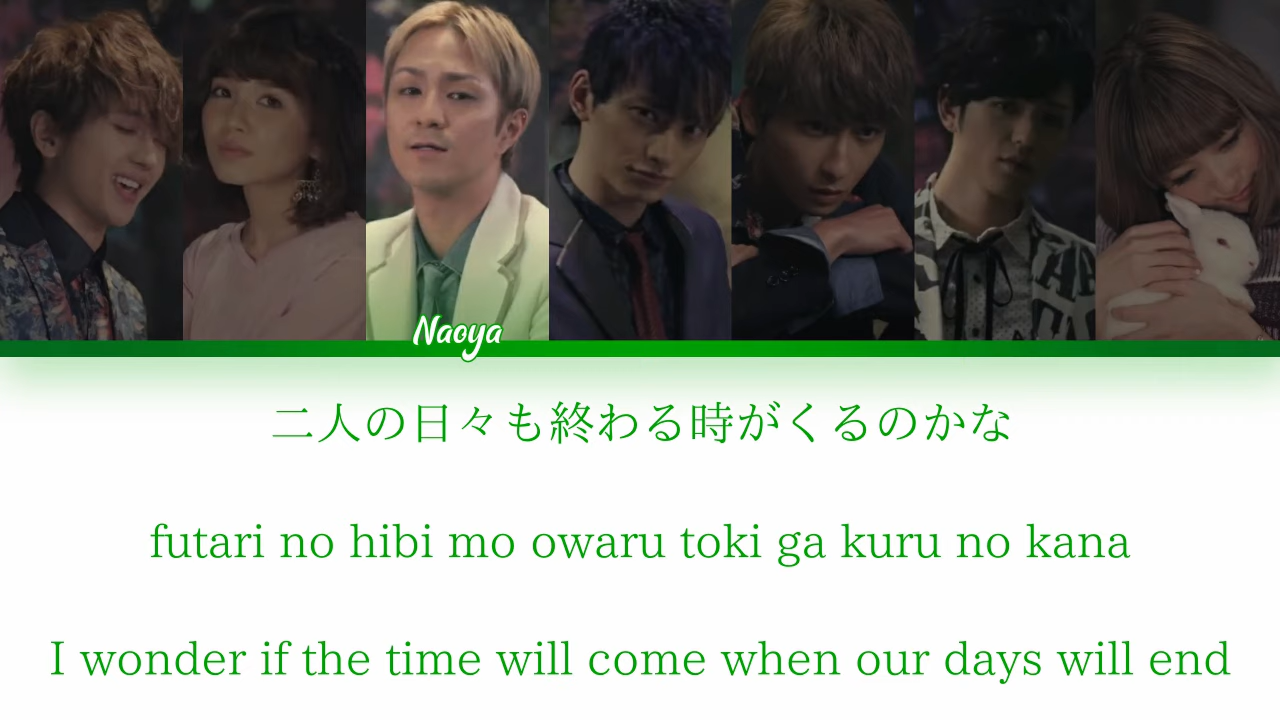 Naoya
二人の日々も終わる時がくるのかな
futari no hibi mo owaru toki ga kuru no kana
I wonder if the time will come when our days will end